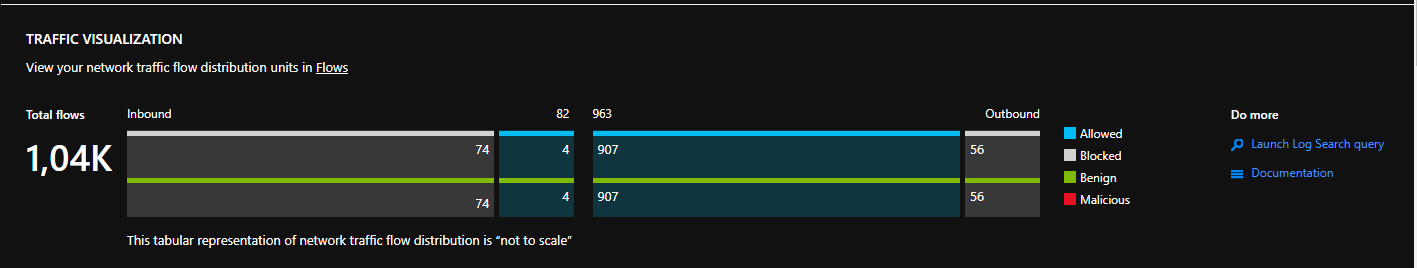 TRAFFIC VISUALIZATION
View your network traffic flow distribution units in Flows
Total flows
1,04K
Inbound 82 963 Outbound
74 4 907 56
74 4 907 56
This tabular representation of network traffic flow distribution is “not to scale”
Allowed
Blocked
Benign
Malicious
Do more
Launch Log Search query
Documentation